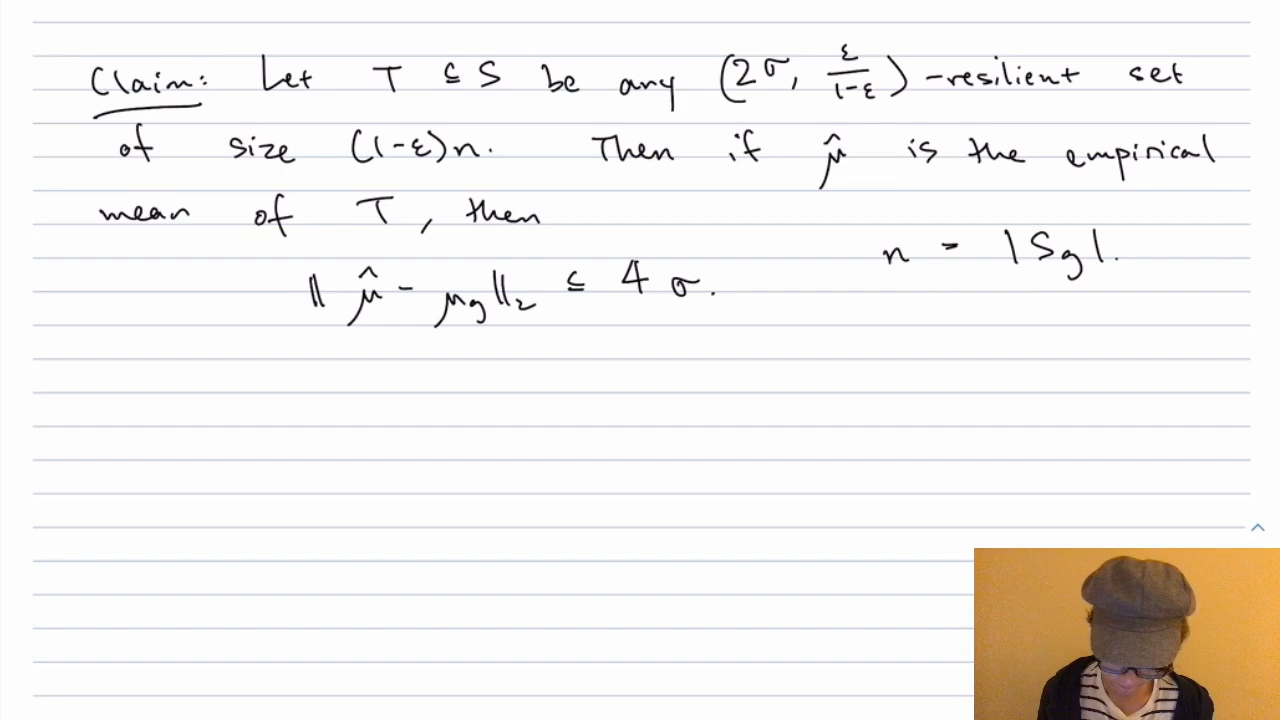 Claim: Let T ⊆ S be any (2σ, ε/(1-ε))-resilient set
of size (1-ε)n. Then if μ̂ is the empirical
mean of T, then
n = |S_g|.
‖ μ̂ - μ_g ‖₂ ≤ 4σ.